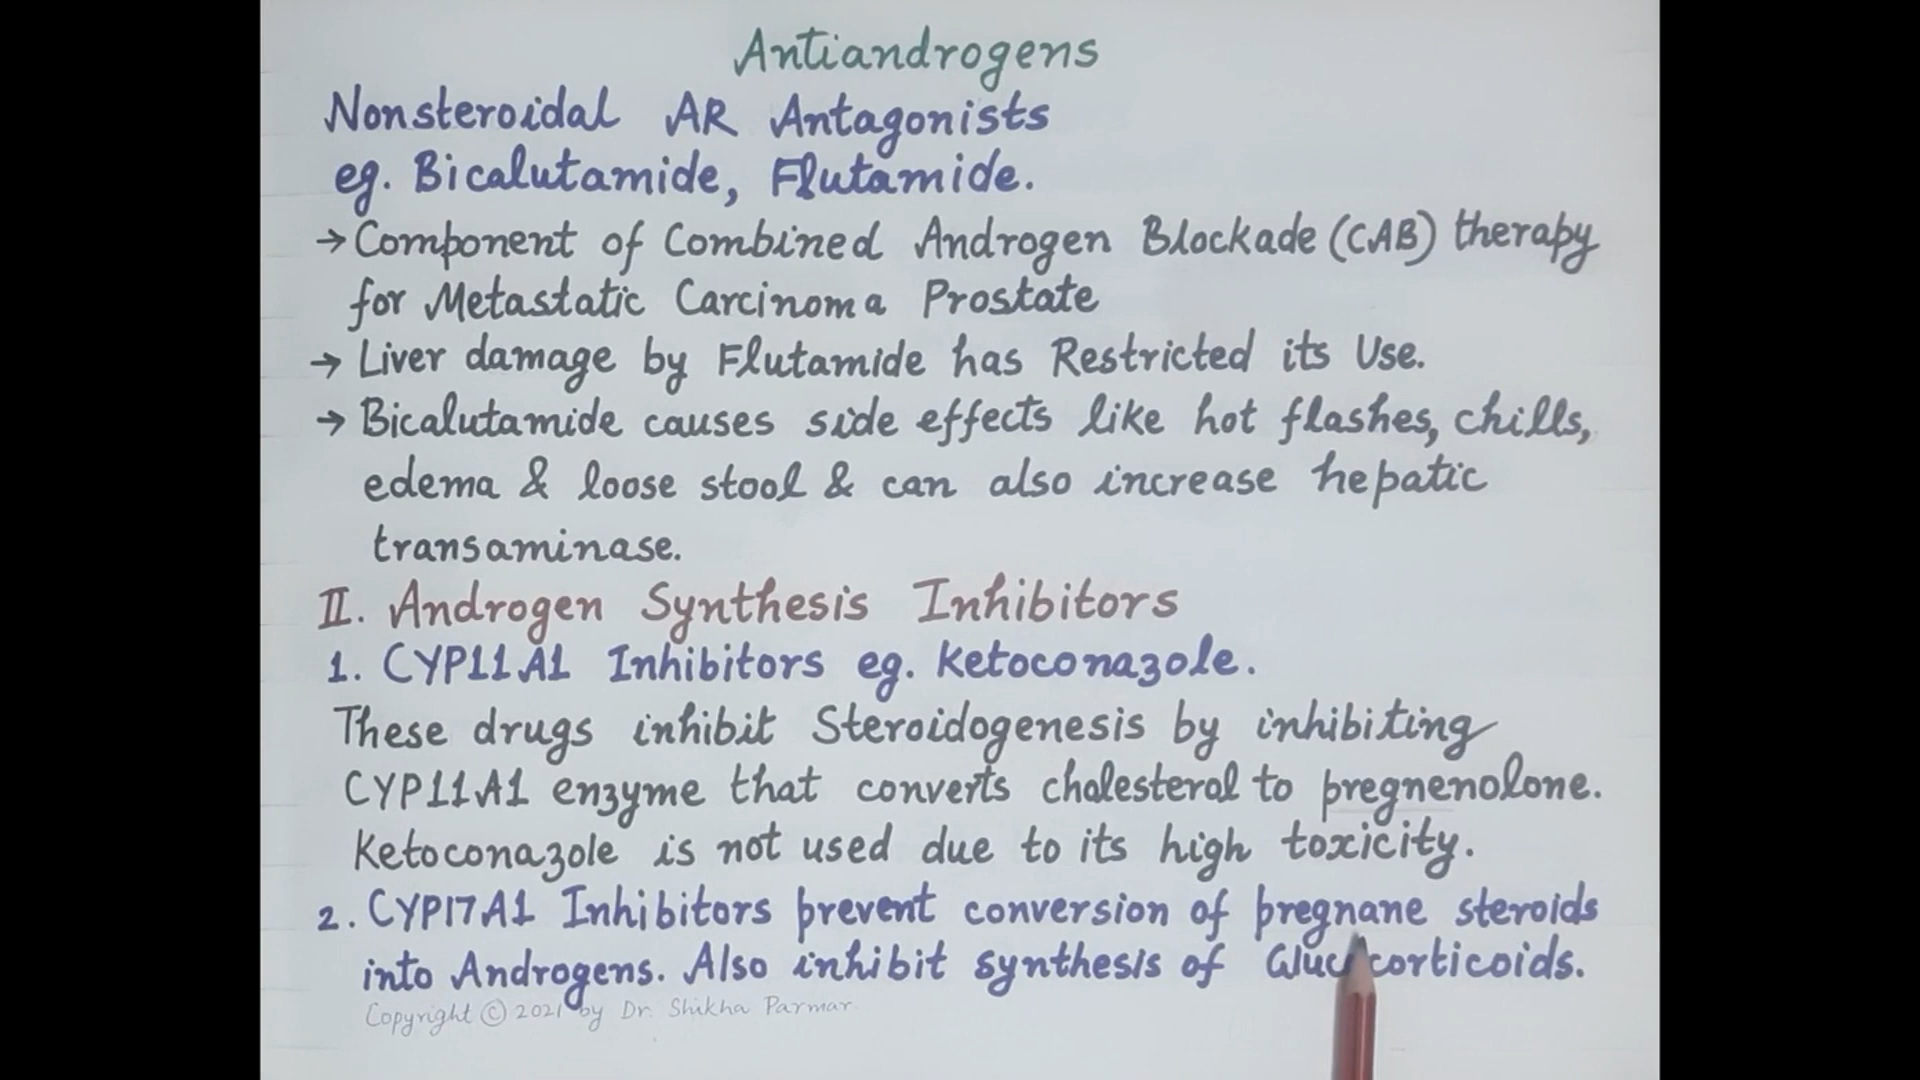 Antiandrogens
Nonsteroidal AR Antagonists
eg. Bicalutamide, Flutamide.
→ Component of Combined Androgen Blockade (CAB) therapy
for Metastatic Carcinoma Prostate
→ Liver damage by Flutamide has Restricted its Use.
→ Bicalutamide causes side effects like hot flashes, chills,
edema & loose stool & can also increase hepatic
transaminase.
II. Androgen Synthesis Inhibitors
1. CYP11A1 Inhibitors eg. Ketoconazole.
These drugs inhibit Steroidogenesis by inhibiting
CYP11A1 enzyme that converts cholesterol to pregnenolone.
Ketoconazole is not used due to its high toxicity.
2. CYP17A1 Inhibitors prevent conversion of pregnane steroids
into Androgens. Also inhibit synthesis of Glucocorticoids.
Copyright © 2021 by Dr. Shikha Parmar